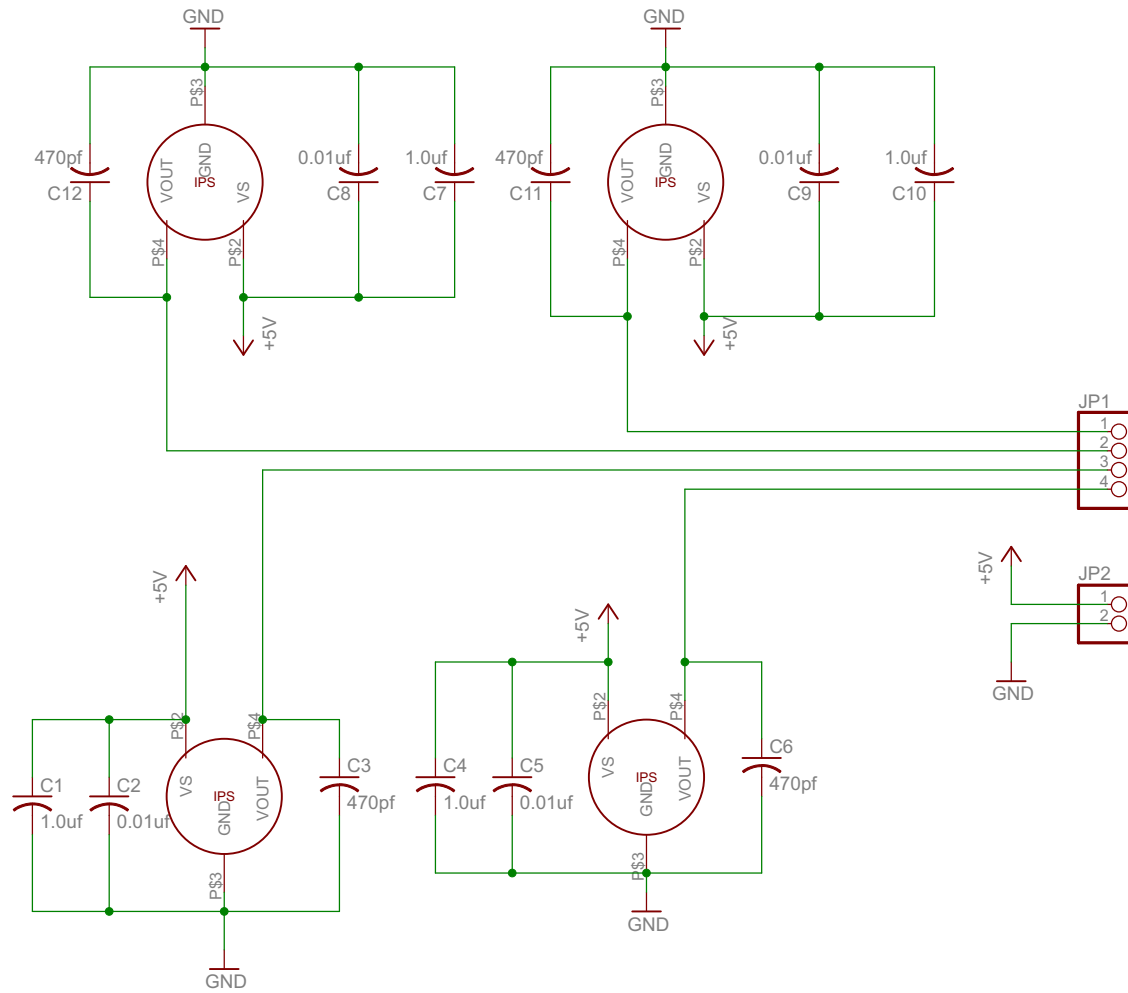 GND
GND
P$3
P$3
470pf
C12
VOUT
GND
IPS
VS
0.01uf
C8
1.0uf
C7
470pf
C11
VOUT
GND
IPS
VS
0.01uf
C9
1.0uf
C10
P$4
P$2
P$4
P$2
+5V
+5V
JP1
1
2
3
4
+5V
+5V
+5V
JP2
1
2
GND
P$2
P$4
P$2
P$4
C1
1.0uf
C2
0.01uf
VS
IPS
GND
VOUT
C3
470pf
C4
1.0uf
C5
0.01uf
VS
IPS
GND
VOUT
C6
470pf
P$3
P$3
GND
GND